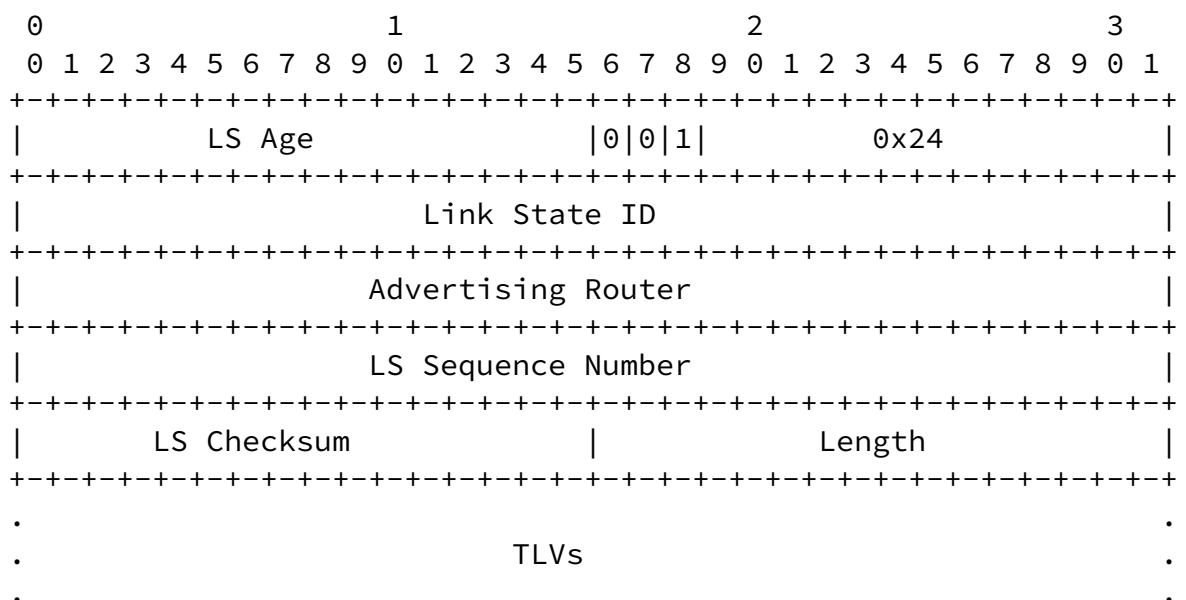 0                   1                   2                   3
 0 1 2 3 4 5 6 7 8 9 0 1 2 3 4 5 6 7 8 9 0 1 2 3 4 5 6 7 8 9 0 1
+-+-+-+-+-+-+-+-+-+-+-+-+-+-+-+-+-+-+-+-+-+-+-+-+-+-+-+-+-+-+-+-+
|          LS Age               |0|0|1|         0x24            |
+-+-+-+-+-+-+-+-+-+-+-+-+-+-+-+-+-+-+-+-+-+-+-+-+-+-+-+-+-+-+-+-+
|                      Link State ID                            |
+-+-+-+-+-+-+-+-+-+-+-+-+-+-+-+-+-+-+-+-+-+-+-+-+-+-+-+-+-+-+-+-+
|                   Advertising Router                          |
+-+-+-+-+-+-+-+-+-+-+-+-+-+-+-+-+-+-+-+-+-+-+-+-+-+-+-+-+-+-+-+-+
|                   LS Sequence Number                          |
+-+-+-+-+-+-+-+-+-+-+-+-+-+-+-+-+-+-+-+-+-+-+-+-+-+-+-+-+-+-+-+-+
|       LS Checksum             |            Length             |
+-+-+-+-+-+-+-+-+-+-+-+-+-+-+-+-+-+-+-+-+-+-+-+-+-+-+-+-+-+-+-+-+
.                                                               .
.                           TLVs                                .
.                                                               .